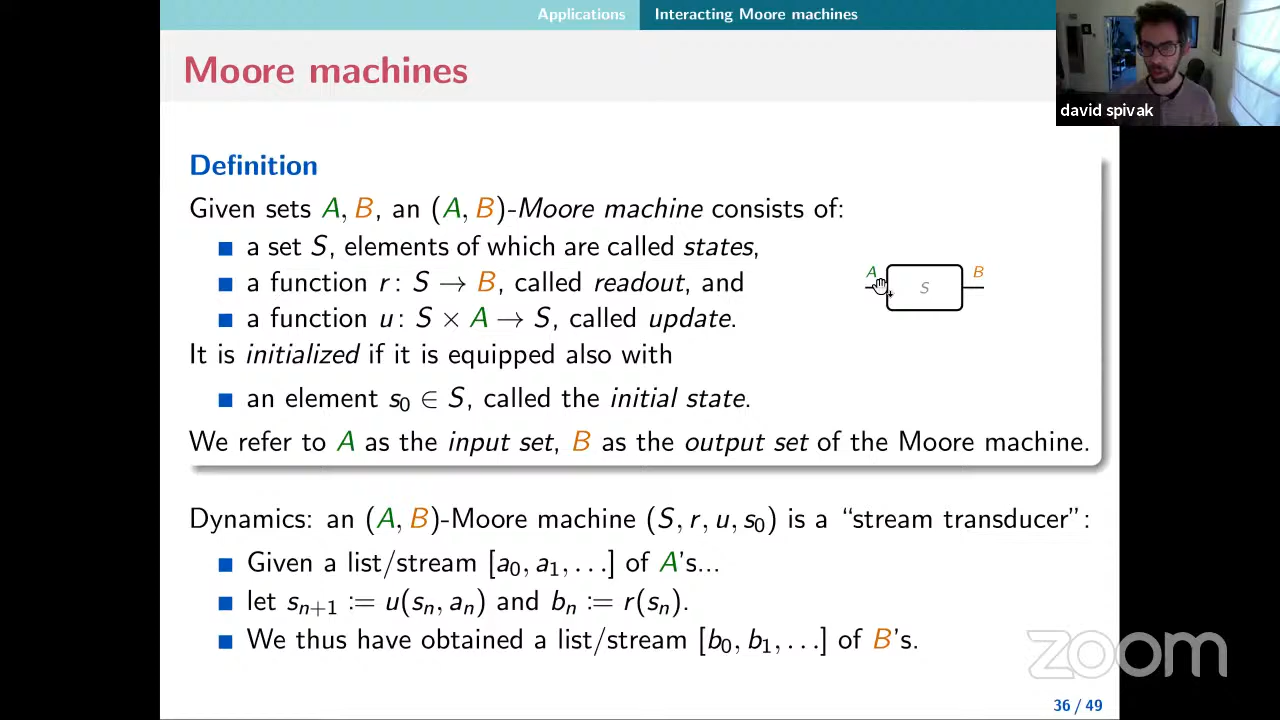 Applications Interacting Moore machines
Moore machines
david spivak
Definition
Given sets A, B, an (A, B)-Moore machine consists of:
■ a set S, elements of which are called states,
■ a function r: S → B, called readout, and
■ a function u: S × A → S, called update.
A S B
It is initialized if it is equipped also with
■ an element s₀ ∈ S, called the initial state.
We refer to A as the input set, B as the output set of the Moore machine.
Dynamics: an (A, B)-Moore machine (S, r, u, s₀) is a “stream transducer”:
■ Given a list/stream [a₀, a₁, . . .] of A’s...
■ let sₙ₊₁ := u(sₙ, aₙ) and bₙ := r(sₙ).
■ We thus have obtained a list/stream [b₀, b₁, . . .] of B’s.
zoom
36 / 49